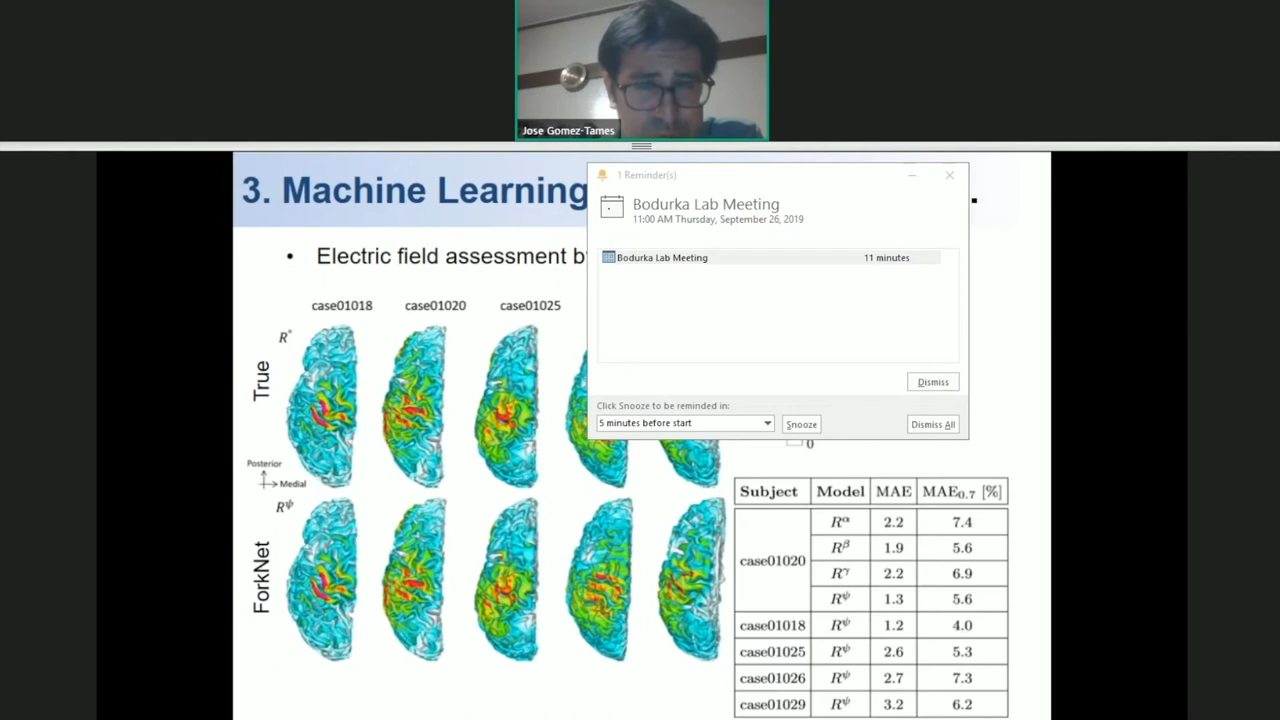 Jose Gomez-Tames
3. Machine Learning
.
1 Reminder(s)
Bodurka Lab Meeting
11:00 AM Thursday, September 26, 2019
Bodurka Lab Meeting 11 minutes
Dismiss
Click Snooze to be reminded in:
5 minutes before start
Snooze
Dismiss All
• Electric field assessment
case01018 case01020 case01025
R*
True
Posterior
Medial
0
Rψ
ForkNet
Subject Model MAE MAE0.7 [%]
case01020 Rα 2.2 7.4
Rβ 1.9 5.6
Rγ 2.2 6.9
Rψ 1.3 5.6
case01018 Rψ 1.2 4.0
case01025 Rψ 2.6 5.3
case01026 Rψ 2.7 7.3
case01029 Rψ 3.2 6.2